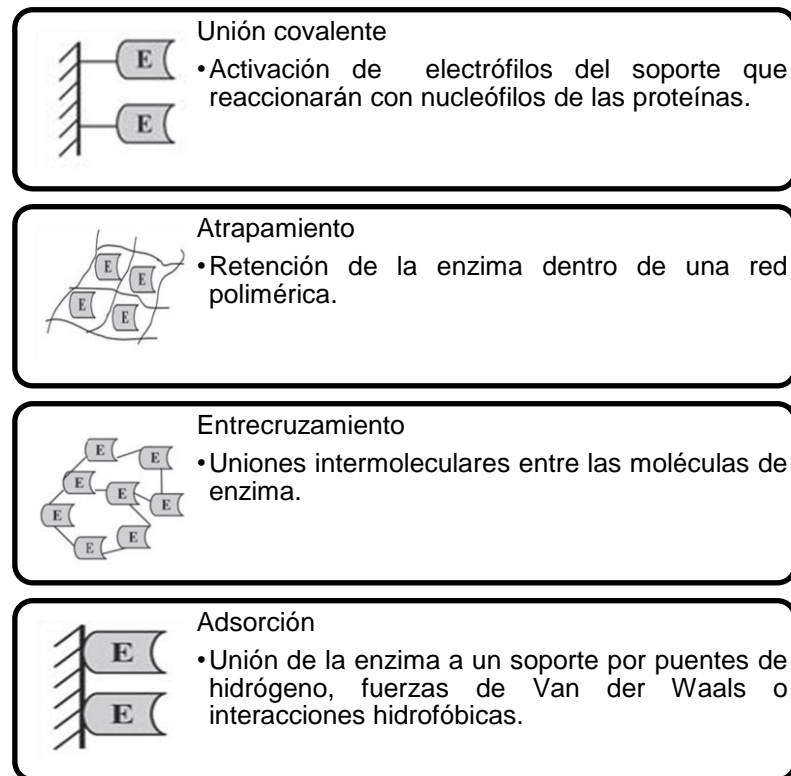 Unión covalente
E
•Activación de electrófilos del soporte que
reaccionarán con nucleófilos de las proteínas.
E
Atrapamiento
E
E
•Retención de la enzima dentro de una red
polimérica.
E
E
Entrecruzamiento
E
E
•Uniones intermoleculares entre las moléculas de
enzima.
E
E
E
E
E
E
Adsorción
E
•Unión de la enzima a un soporte por puentes de
hidrógeno, fuerzas de Van der Waals o
interacciones hidrofóbicas.
E